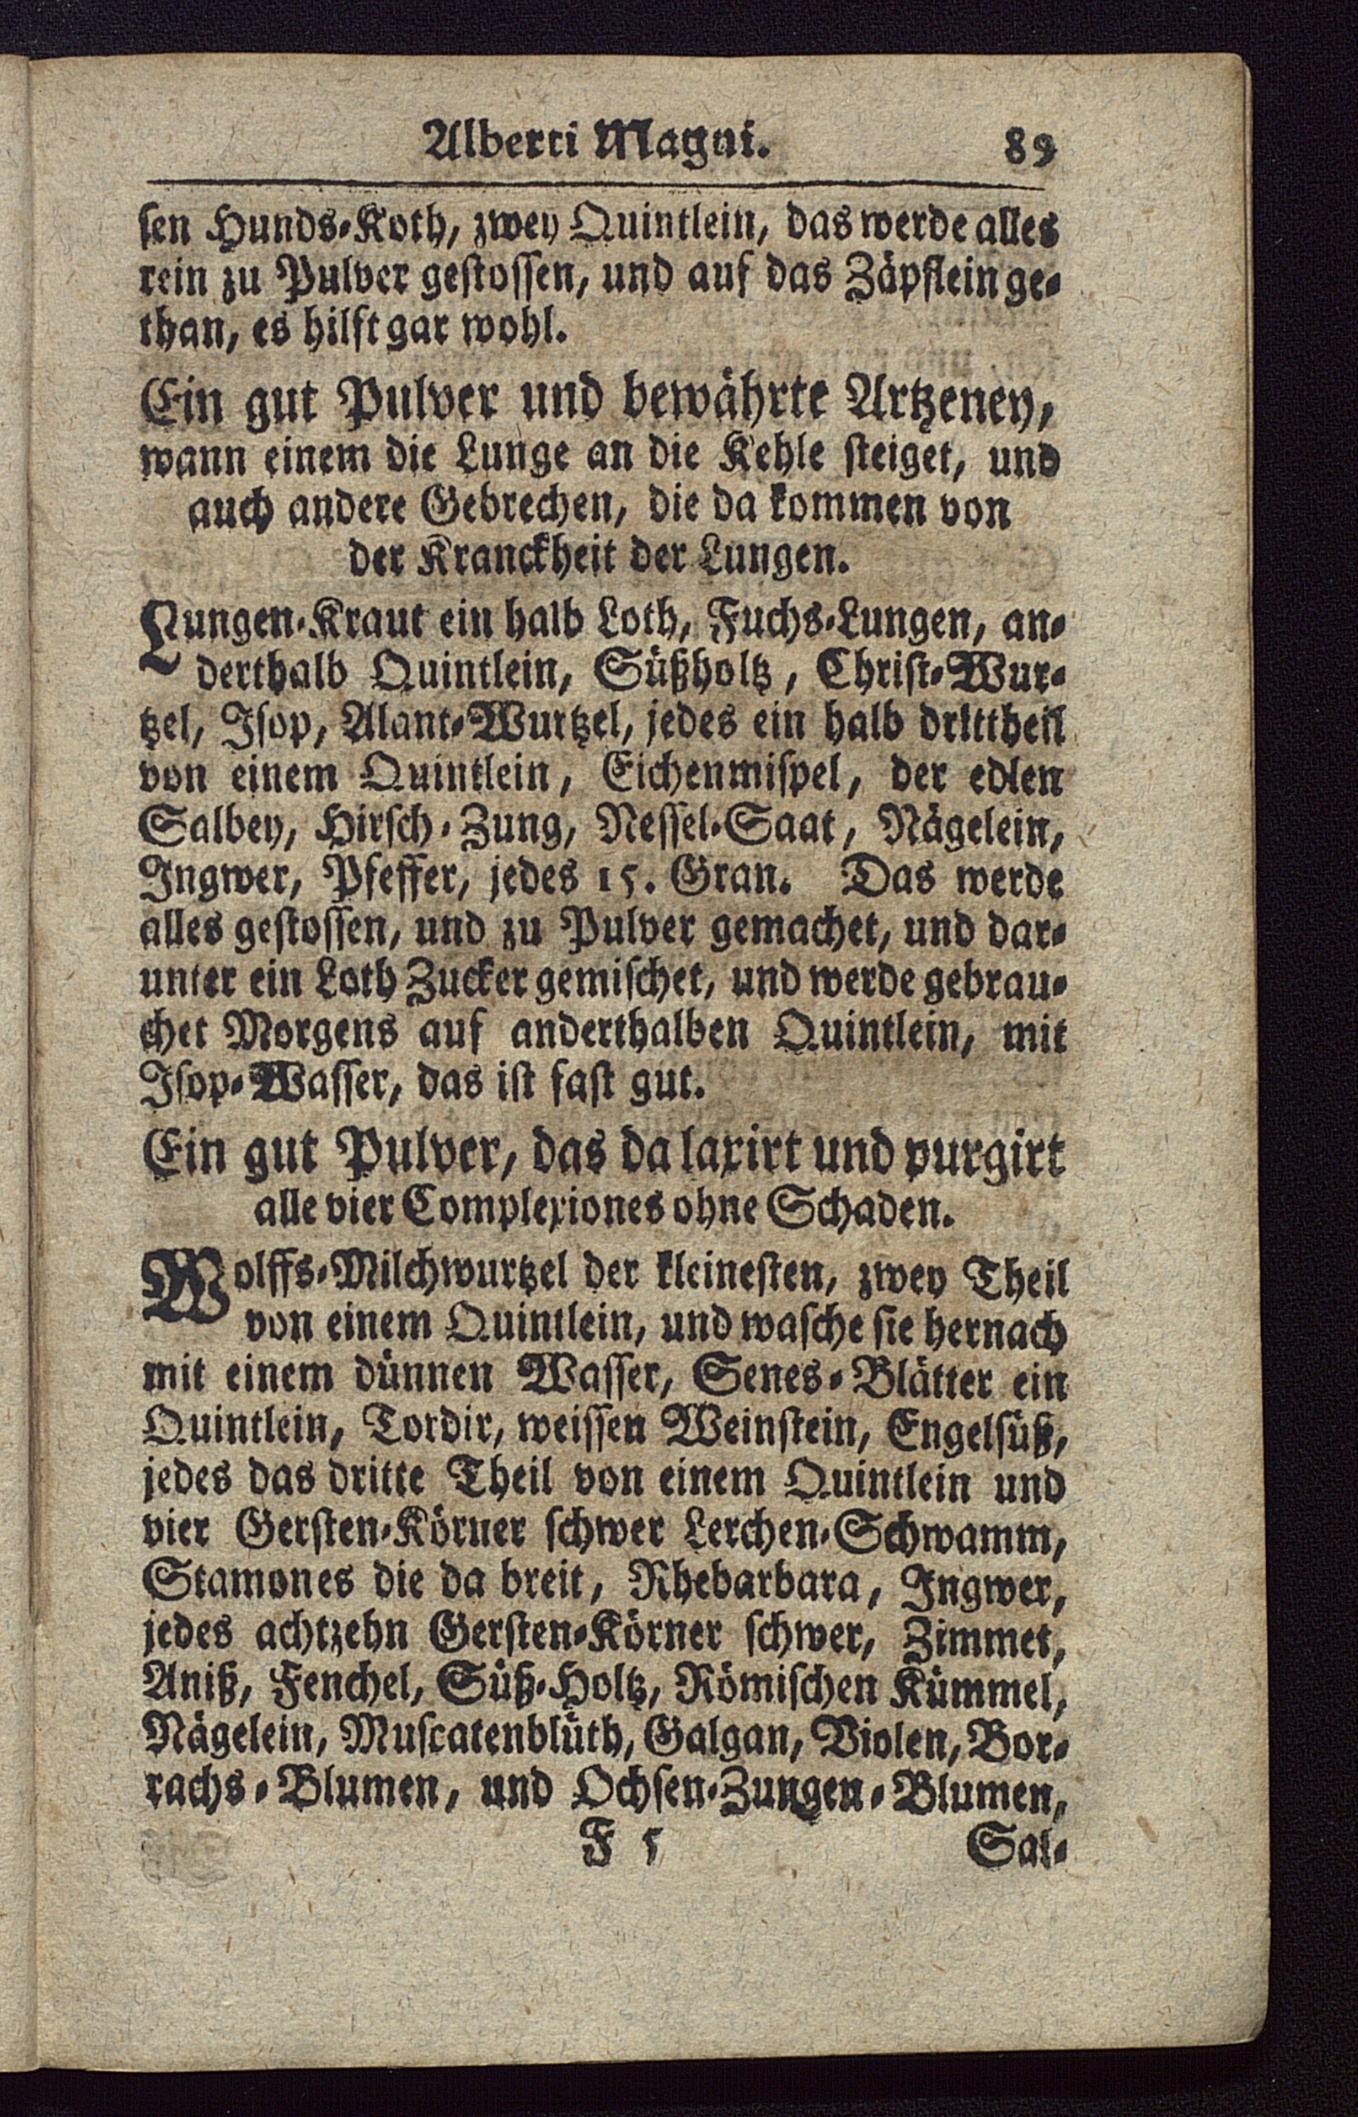 Alberti Magni. 89
sen Hunds-Koth, zwey Quintlein, das werde alles
rein zu Pulver gestossen, und auf das Zäpflein ge-
than, es hilft gar wohl.
Ein gut Pulver und bewährte Artzeney,
wann einem die Lunge an die Kehle steiget, und
auch andere Gebrechen, die da kommen von
der Kranckheit der Lungen.
Lungen-Kraut ein halb Loth, Fuchs-Lungen, an-
derthalb Quintlein, Süßholtz, Christ-Wur-
tzel, Isop, Alant-Wurtzel, jedes ein halb drittheil
von einem Quintlein, Eichenmispel, der edlen
Salbey, Hirsch-Zung, Nessel-Saat, Nägelein,
Ingwer, Pfeffer, jedes 15. Gran. Das werde
alles gestossen, und zu Pulver gemachet, und dar-
unter ein Loth Zucker gemischet, und werde gebrau-
chet Morgens auf anderthalben Quintlein, mit
Isop-Wasser, das ist fast gut.
Ein gut Pulver, das da laxirt und purgirt
alle vier Complexiones ohne Schaden.
Wolffs-Milchwurtzel der kleinesten, zwey Theil
von einem Quintlein, und wasche sie hernach
mit einem dünnen Wasser, Senes-Blätter ein
Quintlein, Tordir, weissen Weinstein, Engelsüß,
jedes das dritte Theil von einem Quintlein und
vier Gersten-Körner schwer Lerchen-Schwamm,
Stamones die da breit, Rhebarbara, Ingwer,
jedes achtzehn Gersten-Körner schwer, Zimmet,
Aniß, Fenchel, Süß-Holtz, Römischen Kümmel,
Nägelein, Muscatenblüth, Galgan, Violen, Bor-
rachs-Blumen, und Ochsen-Zungen-Blumen,
F 5 Sal-